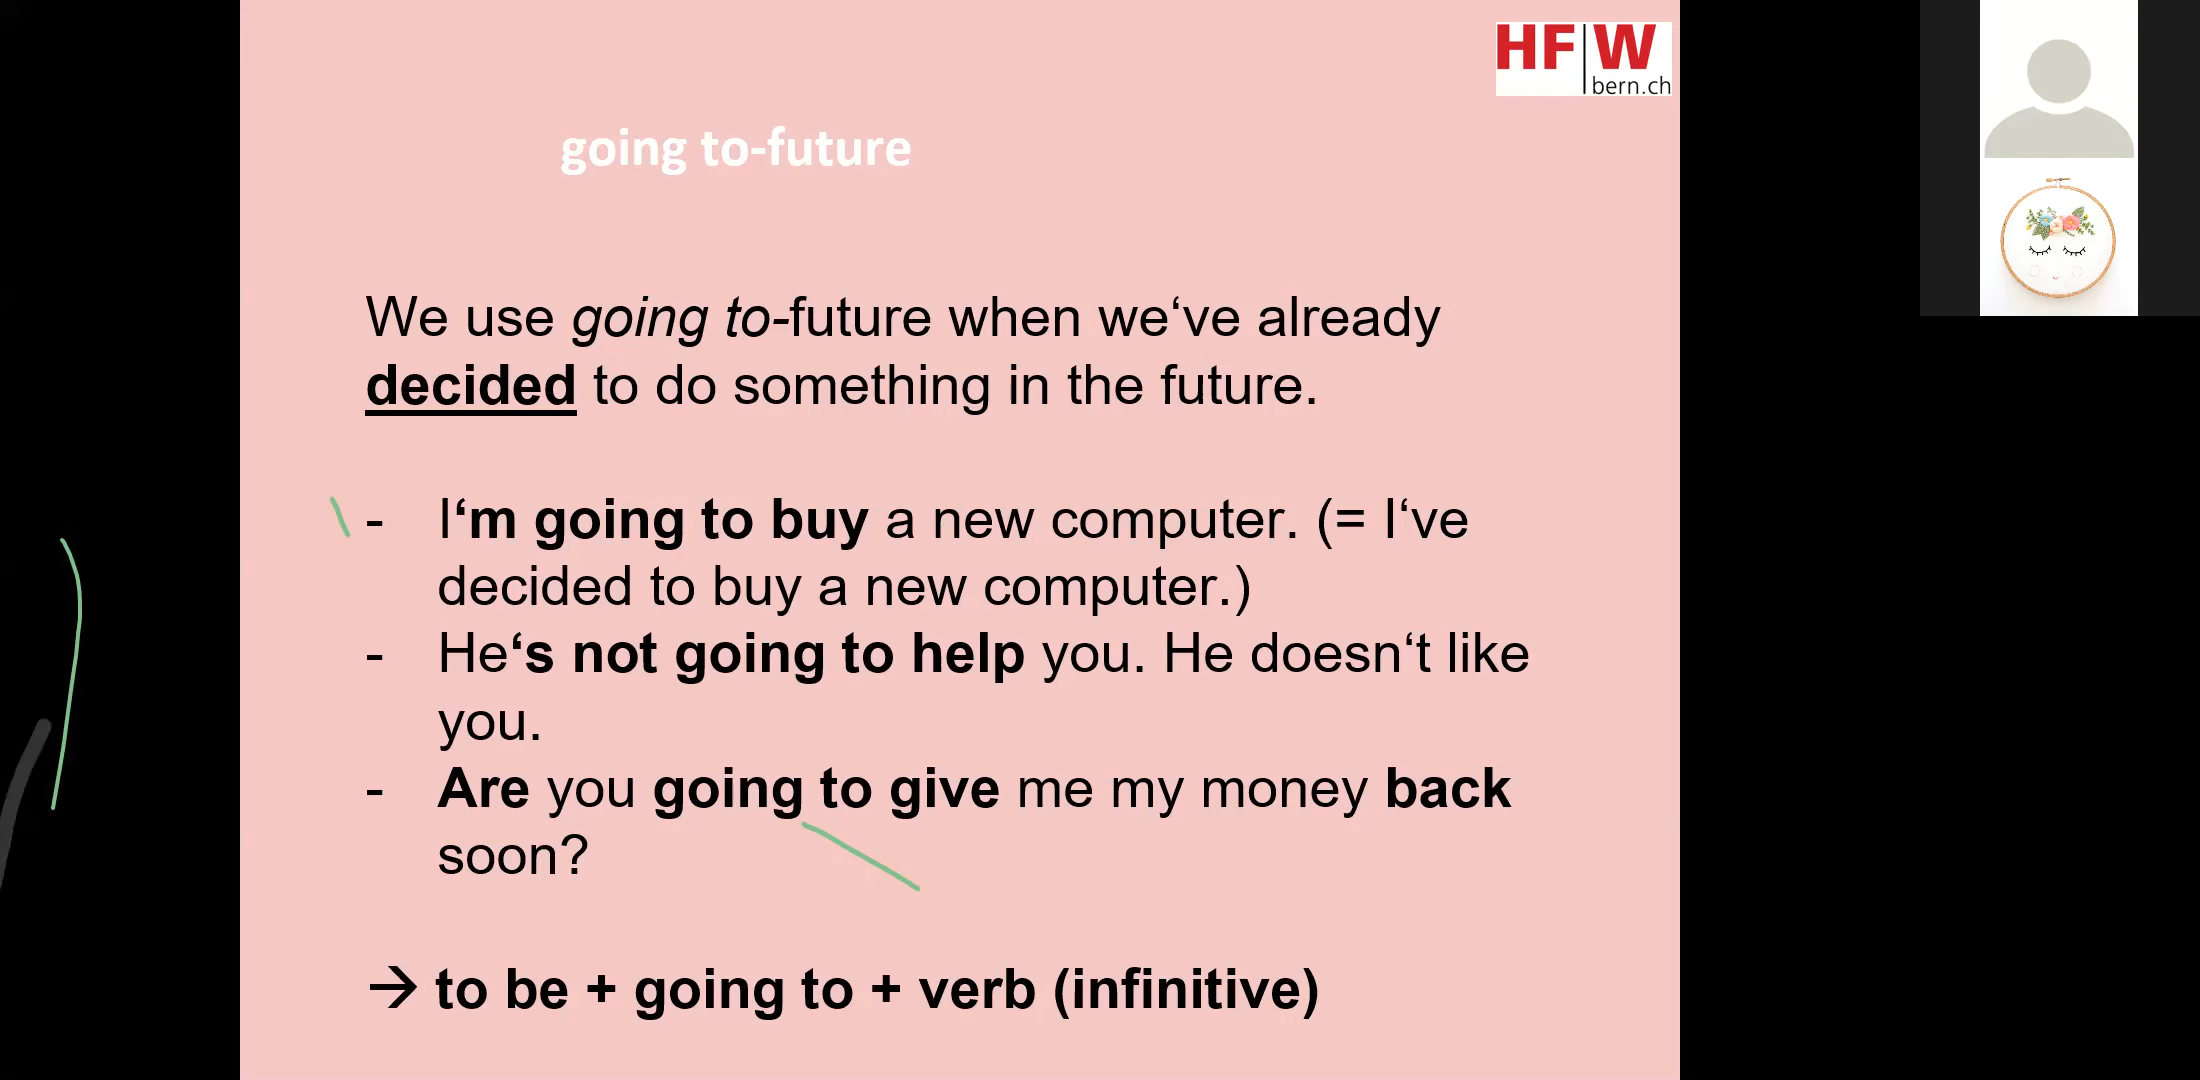 HF W
bern.ch
going to-future
We use going to-future when we‘ve already
decided to do something in the future.
- I‘m going to buy a new computer. (= I‘ve
decided to buy a new computer.)
- He‘s not going to help you. He doesn‘t like
you.
- Are you going to give me my money back
soon?
→ to be + going to + verb (infinitive)